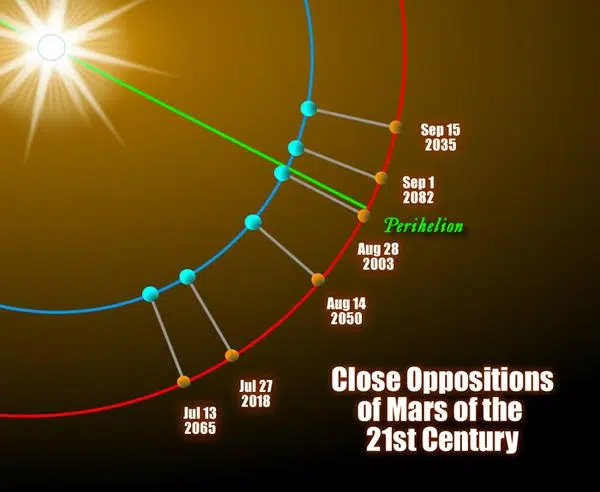 Sep 15
2035
Sep 1
2082
Perihelion
Aug 28
2003
Aug 14
2050
Jul 27
2018
Jul 13
2065
Close Oppositions
of Mars of the
21st Century